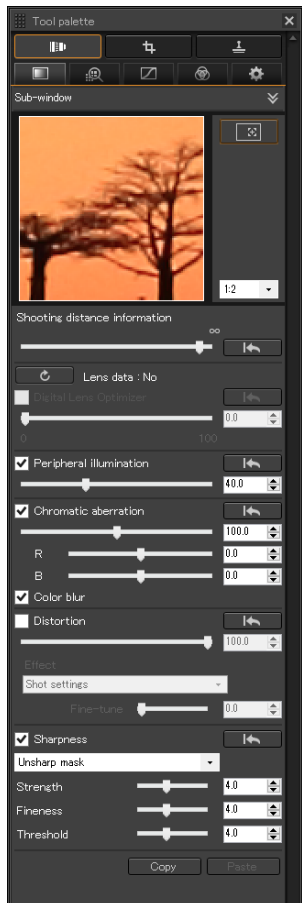 Tool palette
Sub-window
1:2
Shooting distance information
∞
Lens data : No
Digital Lens Optimizer
0.0
0 100
Peripheral illumination
40.0
Chromatic aberration
100.0
R 0.0
B 0.0
Color blur
Distortion
100.0
Effect
Shot settings
Fine-tune 0.0
Sharpness
Unsharp mask
Strength 4.0
Fineness 4.0
Threshold 4.0
Copy Paste